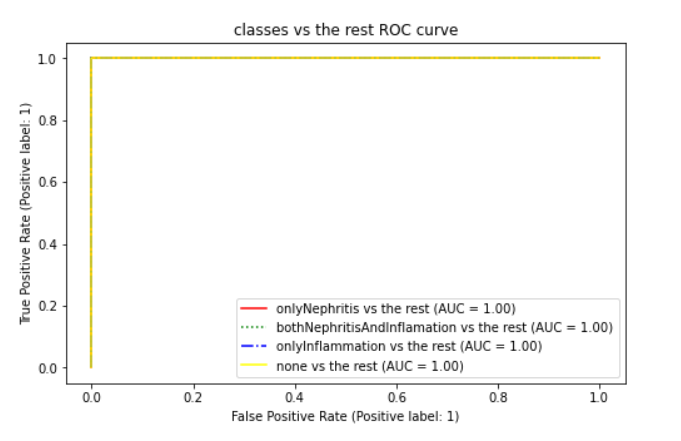 classes vs the rest ROC curve
True Positive Rate (Positive label: 1)
1.0
0.8
0.6
0.4
0.2
0.0
onlyNephritis vs the rest (AUC = 1.00)
bothNephritisAndInflamation vs the rest (AUC = 1.00)
onlyInflammation vs the rest (AUC = 1.00)
none vs the rest (AUC = 1.00)
0.0 0.2 0.4 0.6 0.8 1.0
False Positive Rate (Positive label: 1)